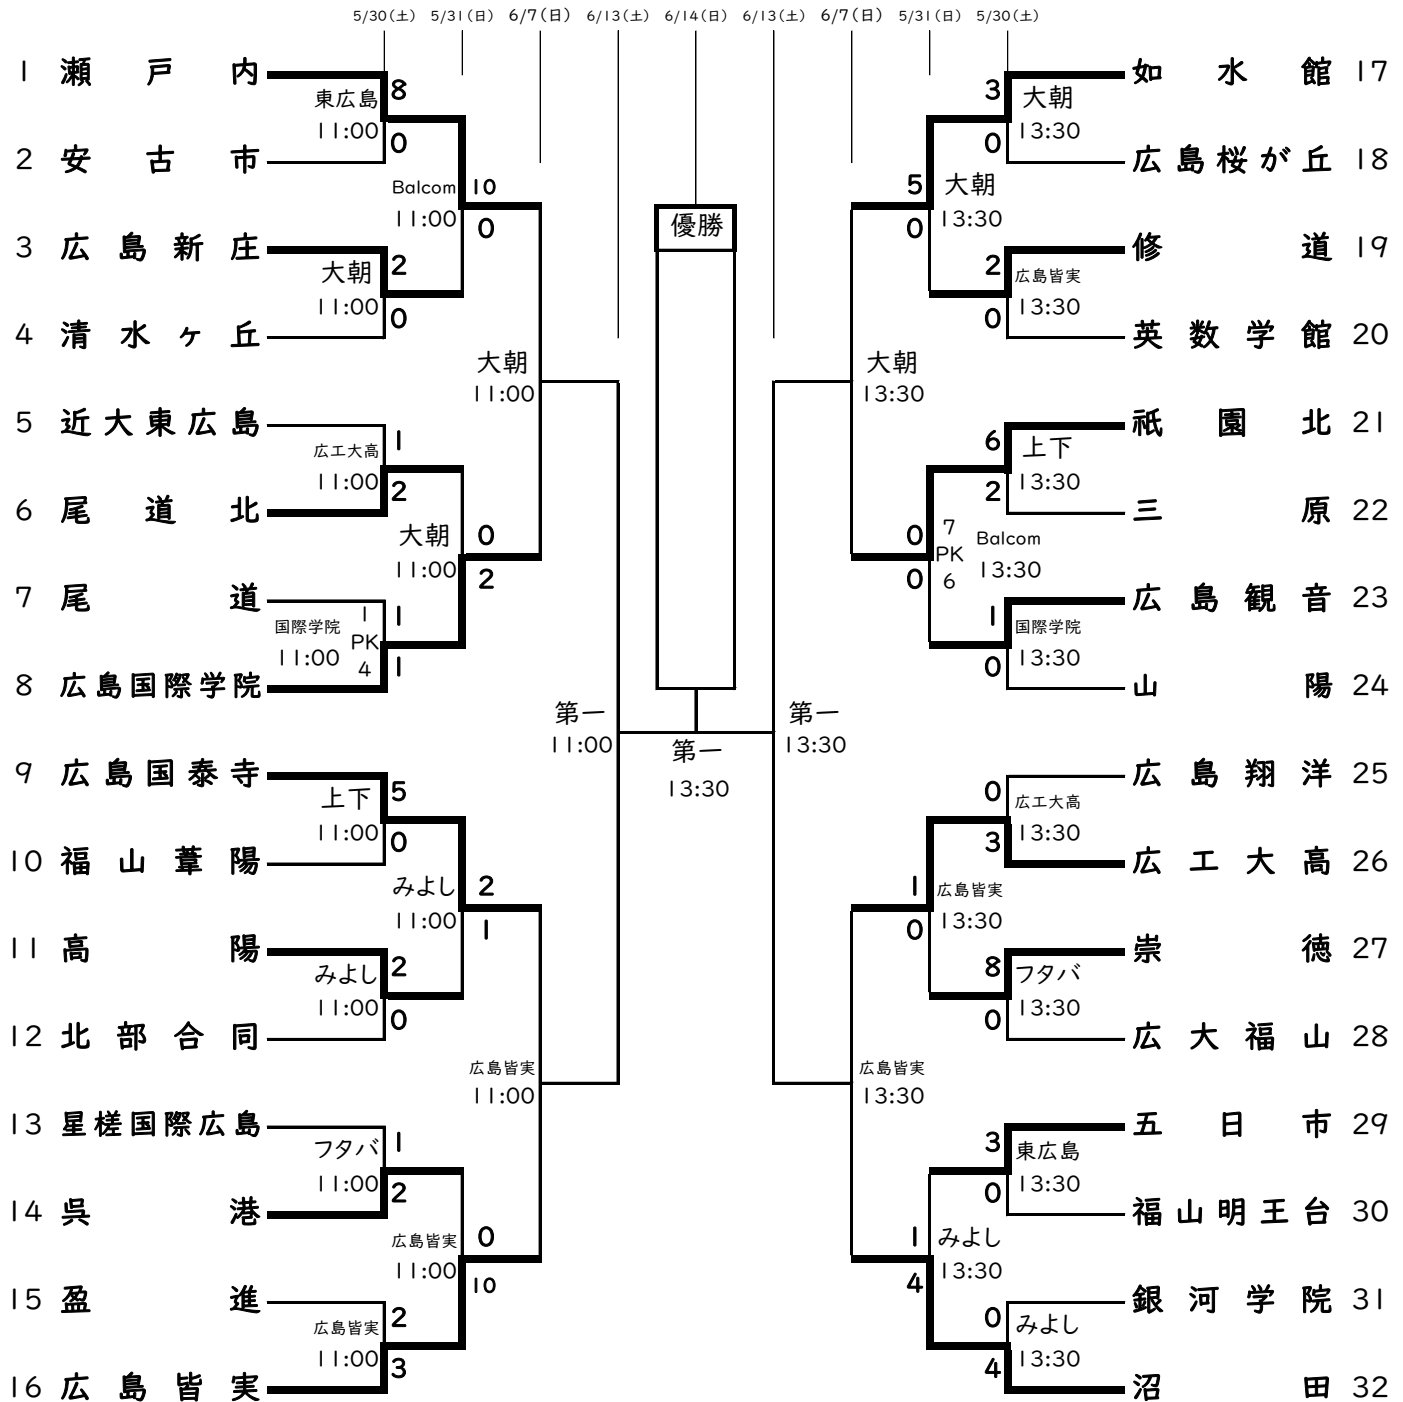 5/30(土) 5/31(日) 6/7(日) 6/13(土) 6/14(日) 6/13(土) 6/7(日) 5/31(日) 5/30(土)
1 瀬戸内
8
東広島
11:00
0
2 安古市
Balcom
11:00
10
0
3 広島新庄
2
大朝
11:00
0
4 清水ヶ丘
大朝
11:00
5 近大東広島
1
広工大高
11:00
2
6 尾道北
大朝
11:00
0
2
7 尾道
1
国際学院
11:00
1
PK
4
1
8 広島国際学院
第一
11:00
9 広島国泰寺
5
上下
11:00
0
10 福山葦陽
みよし
11:00
2
1
11 高陽
2
みよし
11:00
0
12 北部合同
広島皆実
11:00
13 星槎国際広島
1
フタバ
11:00
2
14 呉港
広島皆実
11:00
0
10
15 盈進
2
広島皆実
11:00
3
16 広島皆実
優勝
第一
13:30
如水館 17
3
大朝
13:30
0
広島桜が丘 18
5
大朝
13:30
0
修道 19
2
広島皆実
13:30
0
英数学館 20
大朝
13:30
祇園北 21
6
上下
13:30
2
三原 22
0
7
PK
6
Balcom
13:30
0
広島観音 23
1
国際学院
13:30
0
山陽 24
第一
13:30
広島翔洋 25
0
広工大高
13:30
3
広工大高 26
1
広島皆実
13:30
0
崇徳 27
8
フタバ
13:30
0
広大福山 28
広島皆実
13:30
五日市 29
3
東広島
13:30
0
福山明王台 30
1
みよし
13:30
4
銀河学院 31
0
みよし
13:30
4
沼田 32